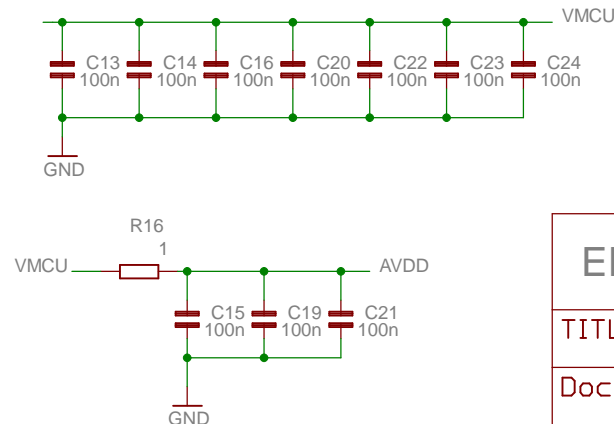 VMCU
C13 C14 C16 C20 C22 C23 C24
100n 100n 100n 100n 100n 100n 100n
GND
R16
1
VMCU AVDD
C15 C19 C21
100n 100n 100n
GND
TITL
Doc